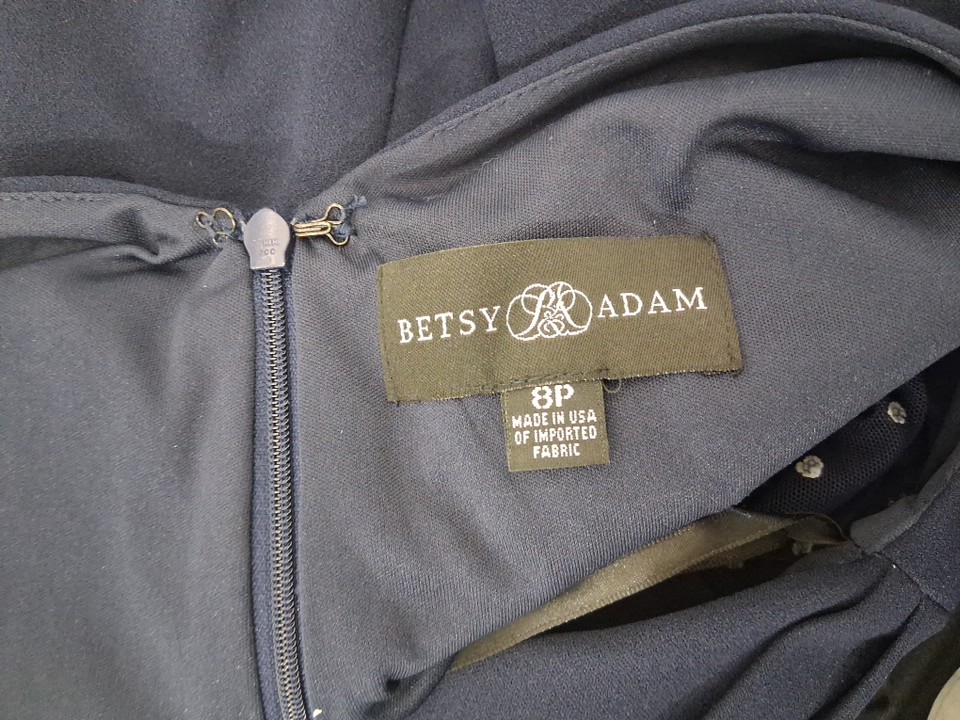 BETSY ADAM
8P
MADE IN USA
OF IMPORTED
FABRIC